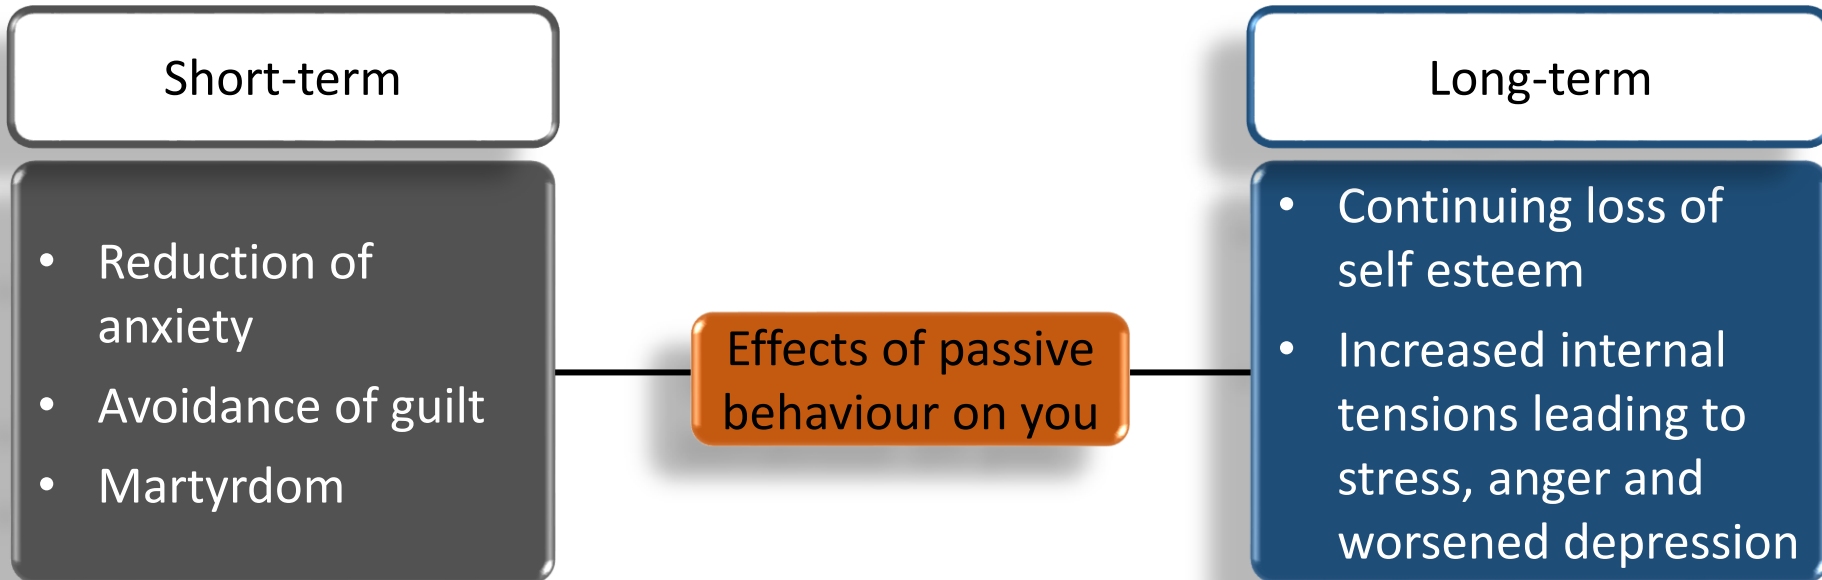 Short-term
• Reduction of
anxiety
• Avoidance of guilt
• Martyrdom
Effects of passive
behaviour on you
Long-term
• Continuing loss of
self esteem
• Increased internal
tensions leading to
stress, anger and
worsened depression